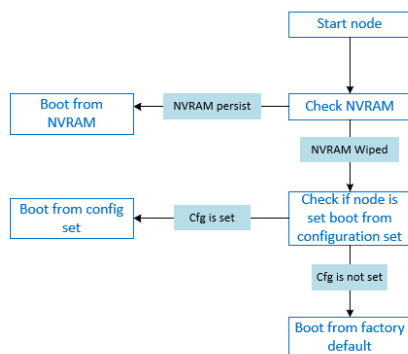 Start node
Boot from
NVRAM
NVRAM persist
Check NVRAM
NVRAM Wiped
Boot from config
set
Cfg is set
Check if node is
set boot from
configuration set
Cfg is not set
Boot from factory
default